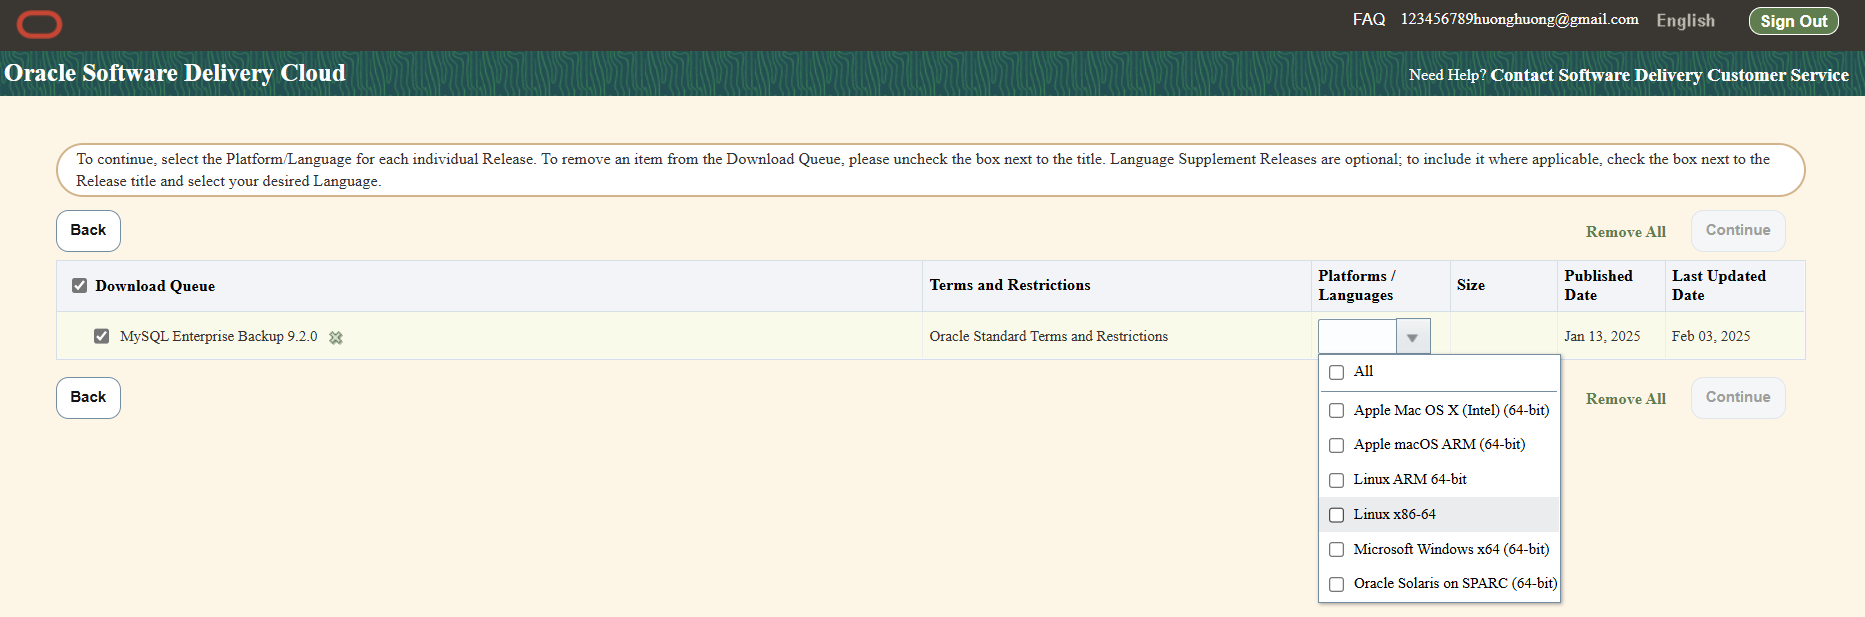 FAQ 123456789huonghuong@gmail.com English Sign Out
Oracle Software Delivery Cloud
Need Help? Contact Software Delivery Customer Service
To continue, select the Platform/Language for each individual Release. To remove an item from the Download Queue, please uncheck the box next to the title. Language Supplement Releases are optional; to include it where applicable, check the box next to the
Release title and select your desired Language.
Back
Remove All
Continue
Download Queue
Terms and Restrictions
Platforms /
Languages
Size
Published
Date
Last Updated
Date
MySQL Enterprise Backup 9.2.0
Oracle Standard Terms and Restrictions
Jan 13, 2025
Feb 03, 2025
All
Apple Mac OS X (Intel) (64-bit)
Apple macOS ARM (64-bit)
Linux ARM 64-bit
Linux x86-64
Microsoft Windows x64 (64-bit)
Oracle Solaris on SPARC (64-bit)
Back
Remove All
Continue